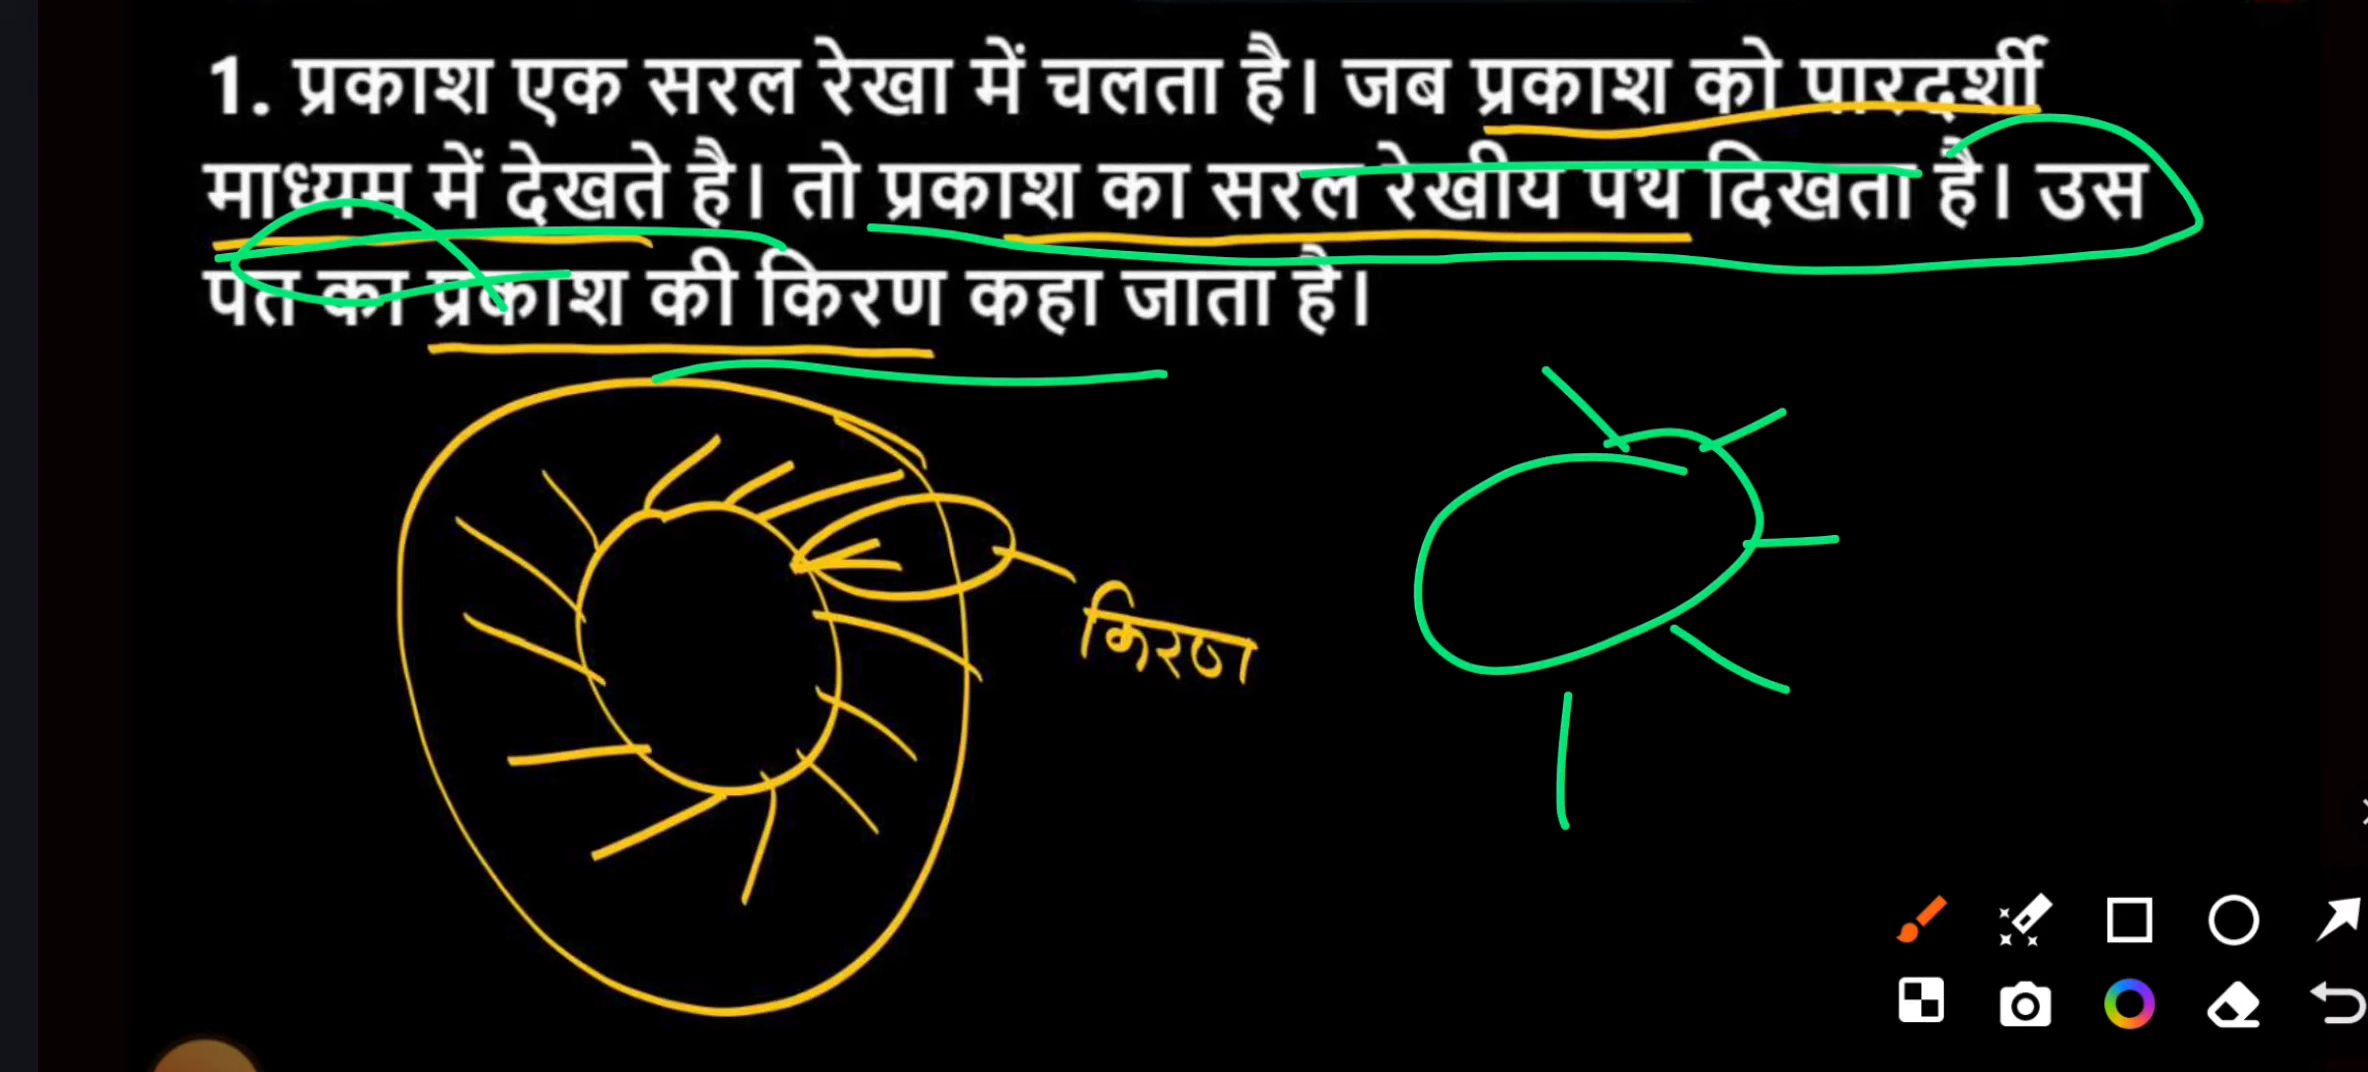 1. प्रकाश एक सरल रेखा में चलता है। जब प्रकाश को पारदर्शी
माध्यम में देखते है। तो प्रकाश का सरल रेखीय पथ दिखता है। उस
पत का प्रकाश की किरण कहा जाता है।
किरण